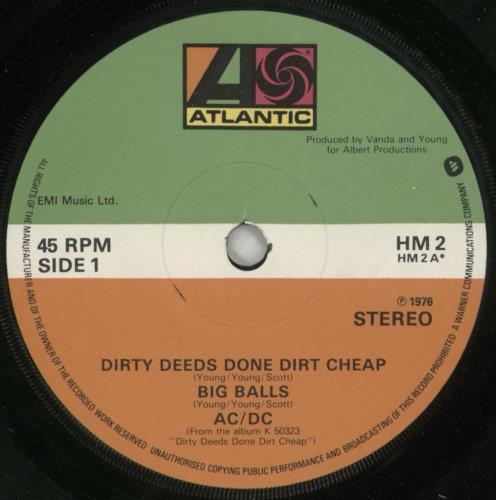 ATLANTIC
Produced by Vanda and Young
for Albert Productions
EMI Music Ltd.
45 RPM
SIDE 1
HM 2
HM 2 A*
℗ 1976
STEREO
DIRTY DEEDS DONE DIRT CHEAP
(Young/Young/Scott)
BIG BALLS
(Young/Young/Scott)
AC/DC
(From the album K 50323
"Dirty Deeds Done Dirt Cheap")
ALL RIGHTS OF THE MANUFACTURER AND OF THE OWNER OF THE RECORDED WORK RESERVED UNAUTHORISED COPYING PUBLIC PERFORMANCE AND BROADCASTING OF THIS RECORD PROHIBITED A WARNER COMMUNICATIONS COMPANY